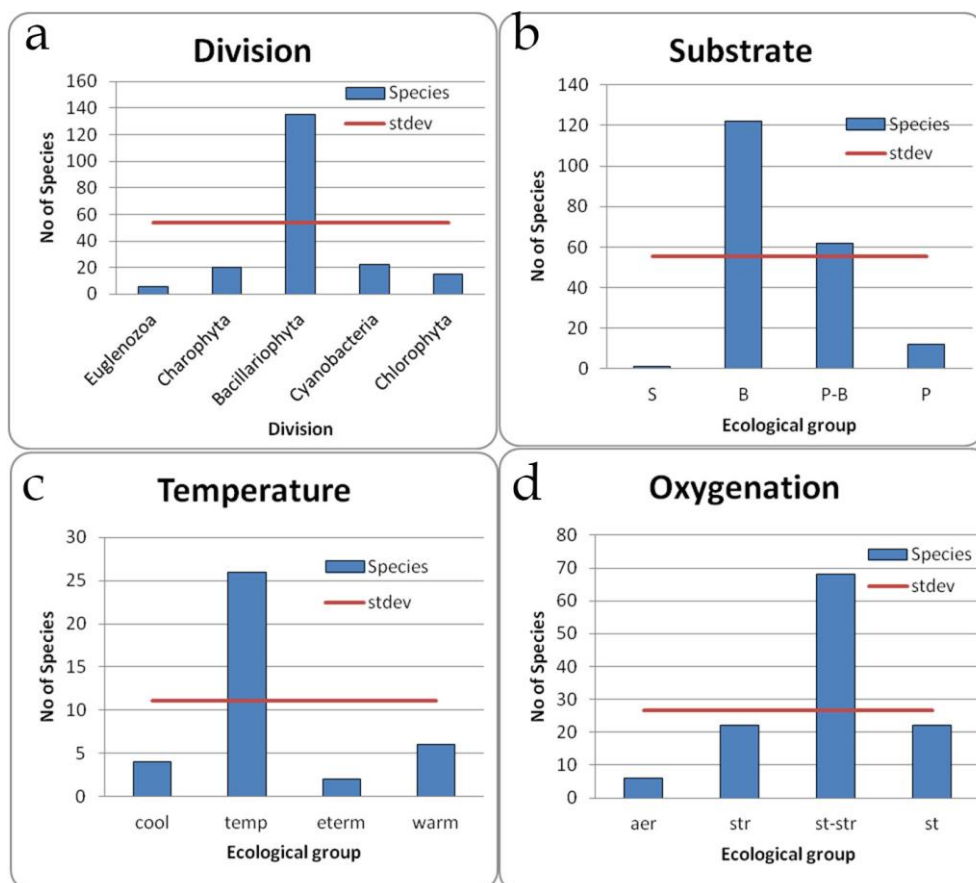 a
Division
160
140
120
100
80
60
40
20
0
No of Species
Species
stdev
Euglenozoa
Charophyta
Bacillariophyta
Cyanobacteria
Chlorophyta
Division
b
Substrate
140
120
100
80
60
40
20
0
No of Species
Species
stdev
S B P-B P
Ecological group
c
Temperature
30
25
20
15
10
5
0
No of Species
Species
stdev
cool temp eterm warm
Ecological group
d
Oxygenation
80
70
60
50
40
30
20
10
0
No of Species
Species
stdev
aer str st-str st
Ecological group